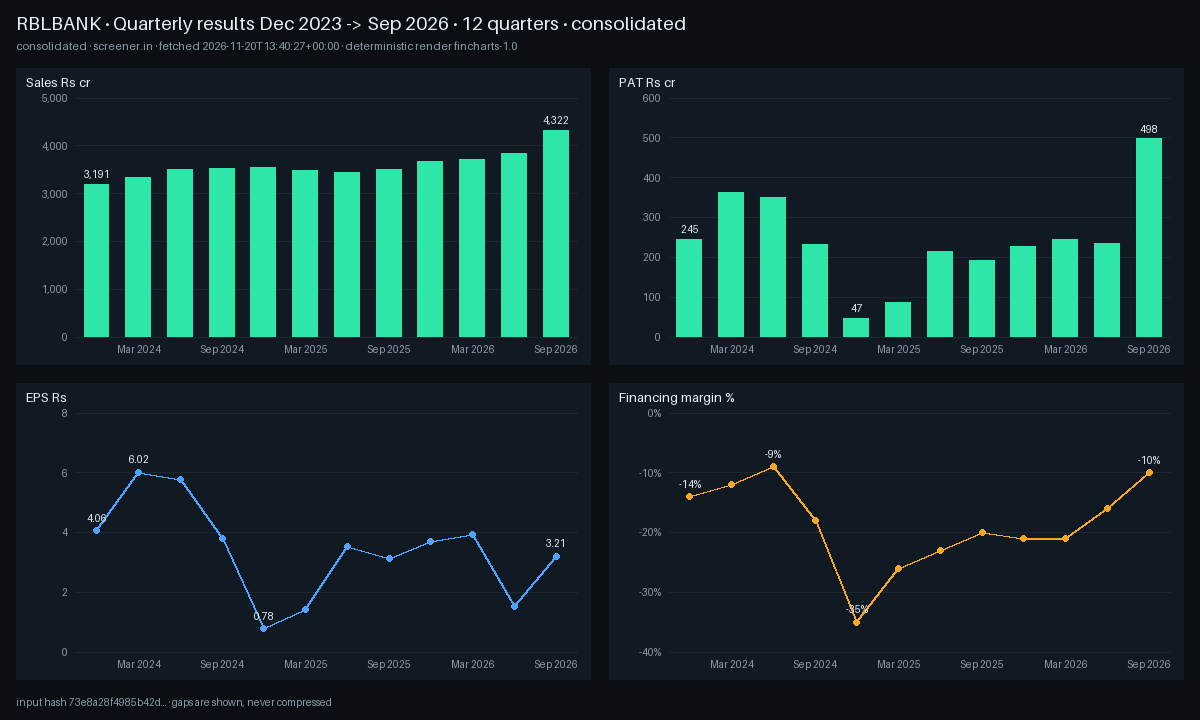 RBLBANK · Quarterly results Dec 2023 -> Sep 2026 · 12 quarters · consolidated
consolidated · screener.in · fetched 2026-11-20T13:40:27+00:00 · deterministic render fincharts-1.0
Sales Rs cr
5,000
4,000
3,000
2,000
1,000
0
3,191
4,322
Mar 2024
Sep 2024
Mar 2025
Sep 2025
Mar 2026
Sep 2026
PAT Rs cr
600
500
400
300
200
100
0
245
47
498
Mar 2024
Sep 2024
Mar 2025
Sep 2025
Mar 2026
Sep 2026
EPS Rs
8
6
4
2
0
4.06
6.02
0.78
3.21
Mar 2024
Sep 2024
Mar 2025
Sep 2025
Mar 2026
Sep 2026
Financing margin %
0%
-10%
-20%
-30%
-40%
-14%
-9%
-35%
-10%
Mar 2024
Sep 2024
Mar 2025
Sep 2025
Mar 2026
Sep 2026
input hash 73e8a28f4985b42d… · gaps are shown, never compressed